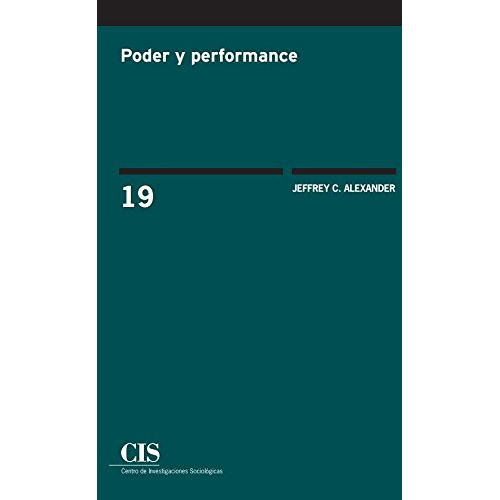 Poder y performance
19
JEFFREY C. ALEXANDER
CIS
Centro de Investigaciones Sociológicas